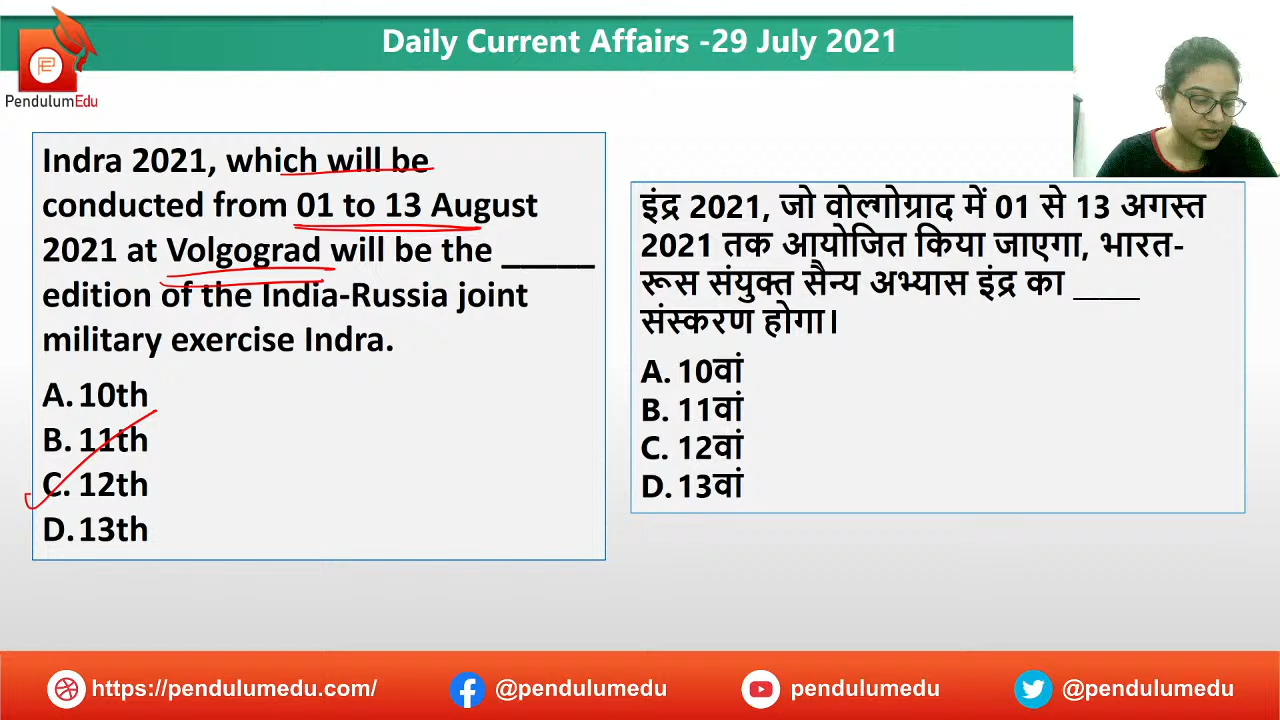 Daily Current Affairs -29 July 2021
PendulumEdu
Indra 2021, which will be
conducted from 01 to 13 August
2021 at Volgograd will be the _____
edition of the India-Russia joint
military exercise Indra.
A. 10th
B. 11th
C. 12th
D. 13th
इंद्र 2021, जो वोल्गोग्राद में 01 से 13 अगस्त
2021 तक आयोजित किया जाएगा, भारत-
रूस संयुक्त सैन्य अभ्यास इंद्र का ____
संस्करण होगा।
A. 10वां
B. 11वां
C. 12वां
D. 13वां
https://pendulumedu.com/
@pendulumedu
pendulumedu
@pendulumedu